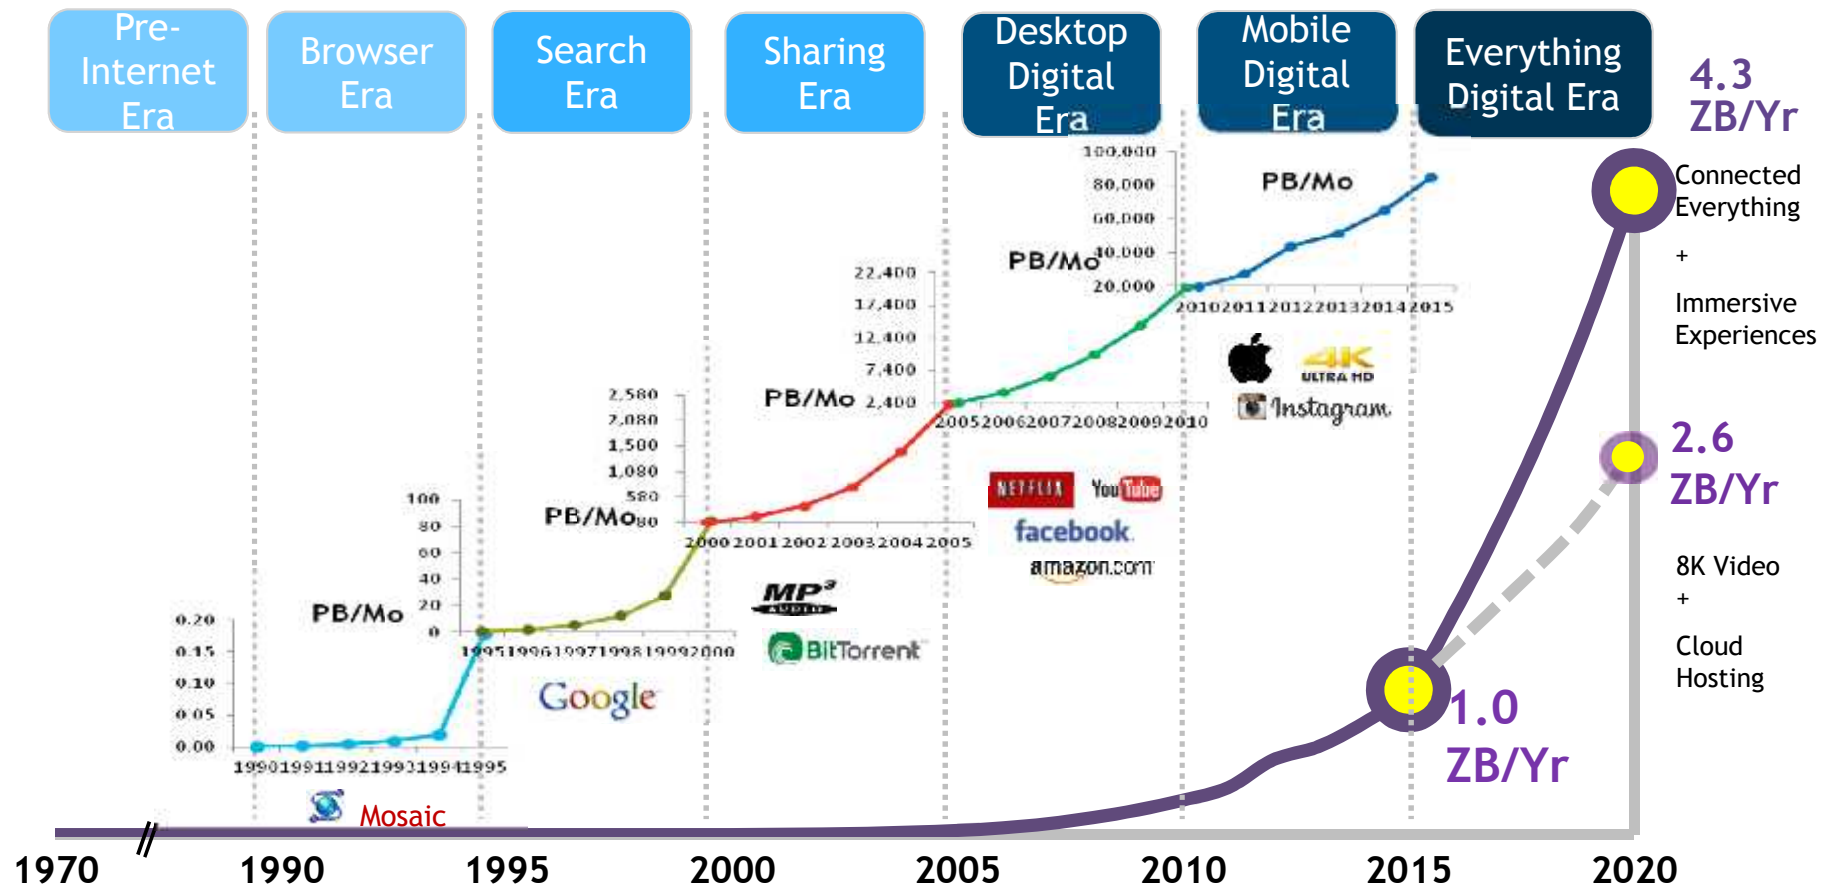 Pre-
Internet
Era
Browser
Era
Search
Era
Sharing
Era
Desktop
Digital
Era
Mobile
Digital
Era
Everything
Digital Era
4.3
ZB/Yr
Connected
Everything
+
Immersive
Experiences
2.6
ZB/Yr
8K Video
+
Cloud
Hosting
1.0
ZB/Yr
100,000
80,000
60,000
40,000
20,000
PB/Mo
2010 2011 2012 2013 2014 2015
ULTRA HD
4K
Instagram
PB/Mo
22,400
17,400
12,400
7,400
2,400
2005 2006 2007 2008 2009 2010
NETFLIX
YouTube
facebook
amazon.com
PB/Mo
2,580
2,080
1,500
1,080
580
80
2000 2001 2002 2003 2004 2005
MP3
AUDIO
BitTorrent
PB/Mo
100
80
60
40
20
0
1995 1996 1997 1998 1999 2000
Google
PB/Mo
0.20
0.15
0.10
0.05
0.00
1990 1991 1992 1993 1994 1995
Mosaic
1970 1990 1995 2000 2005 2010 2015 2020